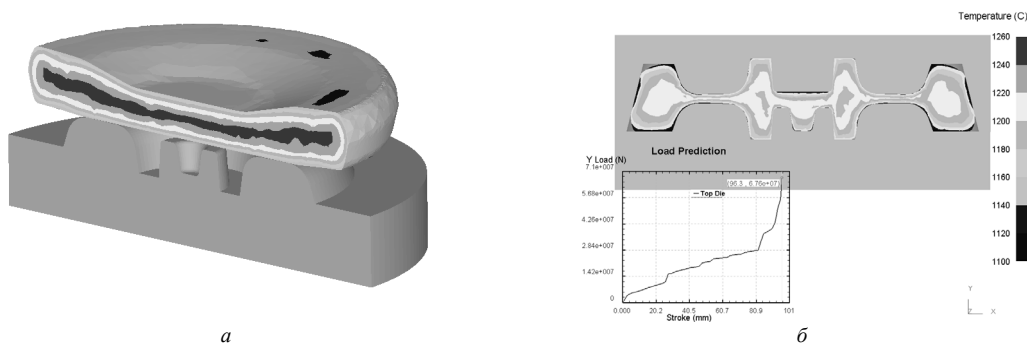 Temperature (C)
1260
1240
1220
1200
1180
1160
1140
1120
1100
Load Prediction
Y Load (N)
7.1e+007
(96.3 , 6.76e+07)
Top Die
5.68e+007
4.26e+007
2.84e+007
1.42e+007
0
0.000 20.2 40.5 60.7 80.9 101
Stroke (mm)
Y
Z X
а б